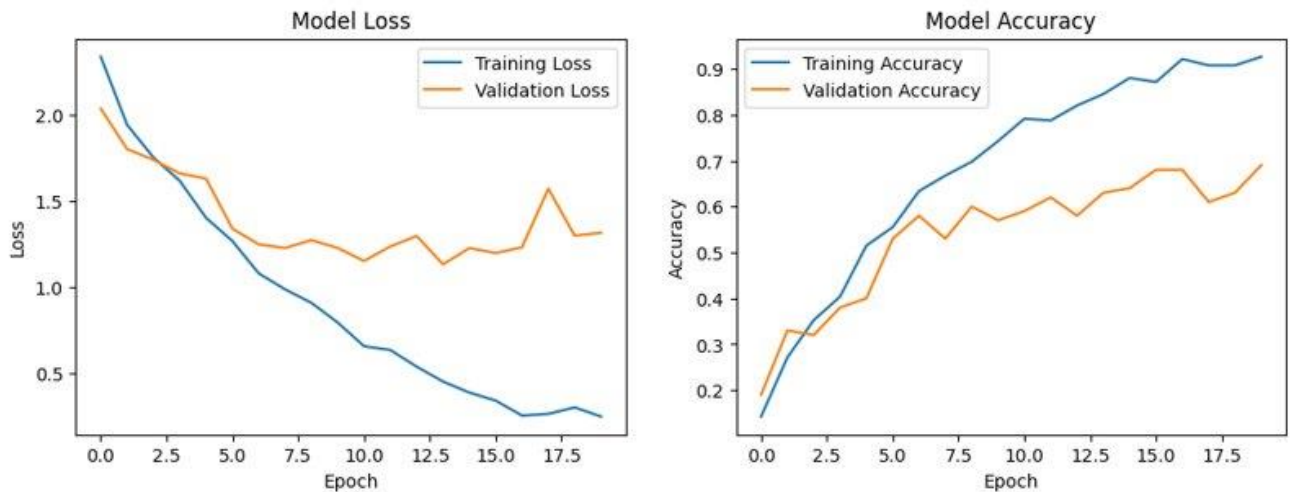 Model Loss
Training Loss
Validation Loss
2.0
1.5
1.0
0.5
Loss
0.0 2.5 5.0 7.5 10.0 12.5 15.0 17.5
Epoch
Model Accuracy
Training Accuracy
Validation Accuracy
0.9
0.8
0.7
0.6
0.5
0.4
0.3
0.2
Accuracy
0.0 2.5 5.0 7.5 10.0 12.5 15.0 17.5
Epoch